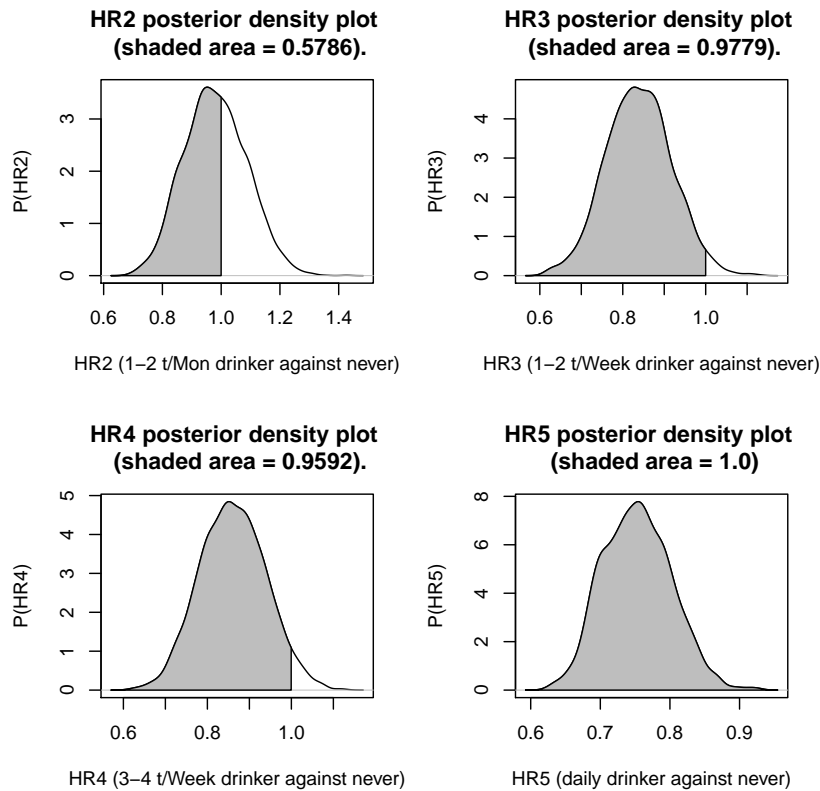 HR2 posterior density plot
(shaded area = 0.5786).
P(HR2)
3
2
1
0
0.6 0.8 1.0 1.2 1.4
HR2 (1−2 t/Mon drinker against never)
HR3 posterior density plot
(shaded area = 0.9779).
P(HR3)
4
3
2
1
0
0.6 0.8 1.0
HR3 (1−2 t/Week drinker against never)
HR4 posterior density plot
(shaded area = 0.9592).
P(HR4)
5
4
3
2
1
0
0.6 0.8 1.0
HR4 (3−4 t/Week drinker against never)
HR5 posterior density plot
(shaded area = 1.0)
P(HR5)
8
6
4
2
0
0.6 0.7 0.8 0.9
HR5 (daily drinker against never)